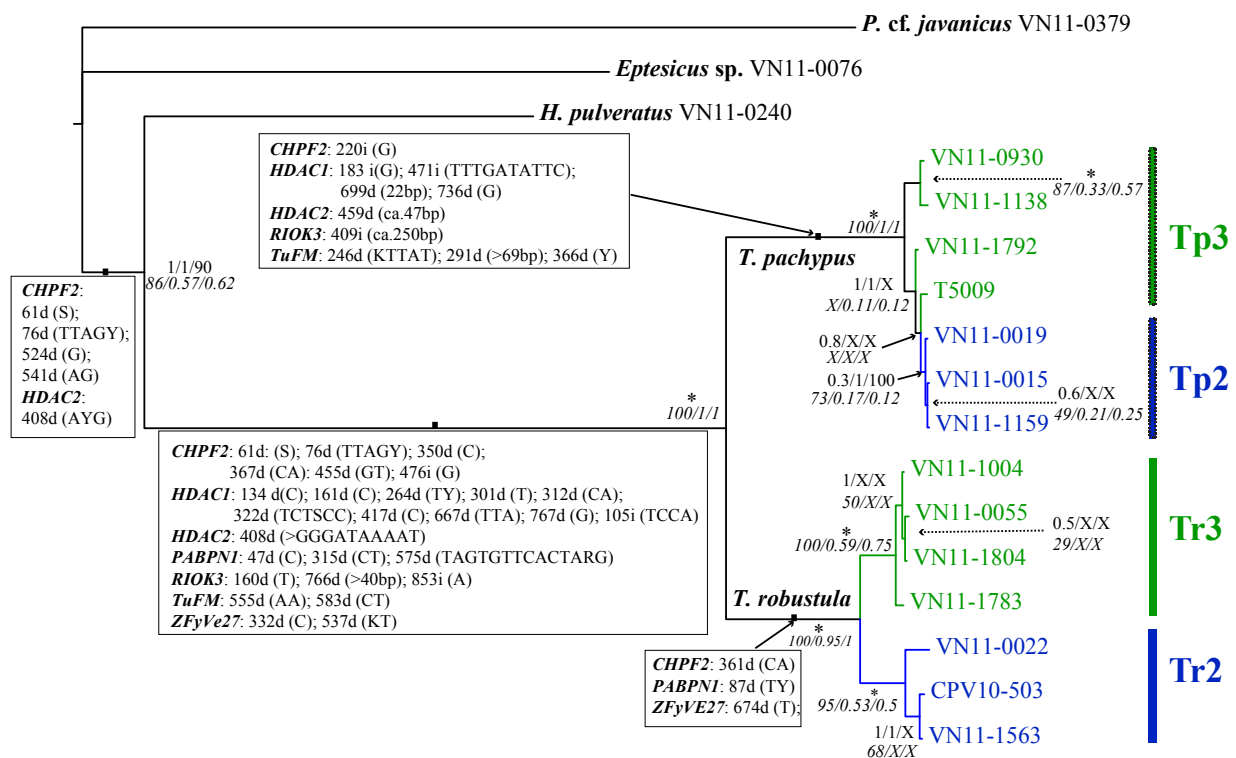 P. cf. javanicus VN11-0379
Eptesicus sp. VN11-0076
H. pulveratus VN11-0240
CHPF2: 220i (G)
HDAC1: 183 i(G); 471i (TTTGATATTC);
699d (22bp); 736d (G)
HDAC2: 459d (ca.47bp)
RIOK3: 409i (ca.250bp)
TuFM: 246d (KTTAT); 291d (>69bp); 366d (Y)
CHPF2:
61d (S);
76d (TTAGY);
524d (G);
541d (AG)
HDAC2:
408d (AYG)
1/1/90
86/0.57/0.62
*
100/1/1
CHPF2: 61d: (S); 76d (TTAGY); 350d (C);
367d (CA): 455d (GT); 476i (G)
HDAC1: 134 d(C); 161d (C); 264d (TY); 301d (T); 312d (CA);
322d (TCTSCC); 417d (C); 667d (TTA); 767d (G); 105i (TCCA)
HDAC2: 408d (>GGGATAAAAT)
PABPN1: 47d (C); 315d (CT); 575d (TAGTGTTCACTARG)
RIOK3: 160d (T); 766d (>40bp); 853i (A)
TuFM: 555d (AA); 583d (CT)
ZFyVe27: 332d (C); 537d (KT)
*
100/1/1
T. pachypus
VN11-0930
*
87/0.33/0.57
VN11-1138
VN11-1792
1/1/X
X/0.11/0.12
T5009
0.8/X/X
X/X/X
VN11-0019
0.3/1/100
73/0.17/0.12
VN11-0015
0.6/X/X
49/0.21/0.25
VN11-1159
Tp3
Tp2
VN11-1004
1/X/X
50/X/X
VN11-0055
0.5/X/X
29/X/X
*
100/0.59/0.75
VN11-1804
VN11-1783
Tr3
T. robustula
*
100/0.95/1
CHPF2: 361d (CA)
PABPN1: 87d (TY)
ZFyVE27: 674d (T);
VN11-0022
*
95/0.53/0.5
CPV10-503
1/1/X
68/X/X
VN11-1563
Tr2